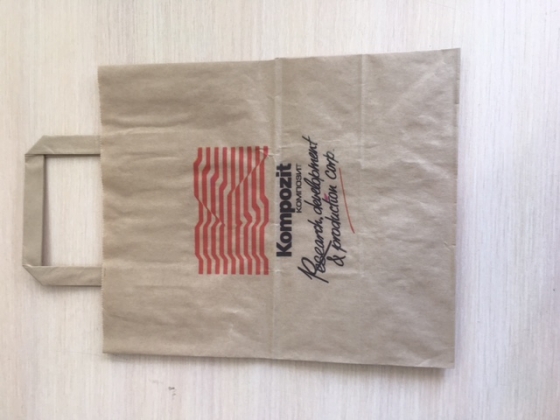 Kompozit
КОМПОЗИТ
Research, development
& production corp.